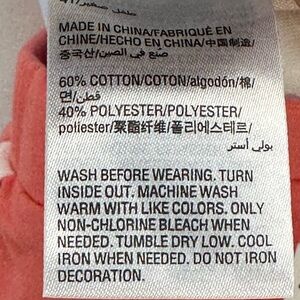 MADE IN CHINA/FABRIQUÉ EN
CHINE/HECHO EN CHINA/中国制造/
중국산/صنع في الصين
60% COTTON/COTON/algodón/棉/
면/قطن
40% POLYESTER/POLYESTER/
poliester/聚酯纤维/폴리에스테르/
بولي أستر
WASH BEFORE WEARING. TURN
INSIDE OUT. MACHINE WASH
WARM WITH LIKE COLORS. ONLY
NON-CHLORINE BLEACH WHEN
NEEDED. TUMBLE DRY LOW. COOL
IRON WHEN NEEDED. DO NOT IRON
DECORATION.